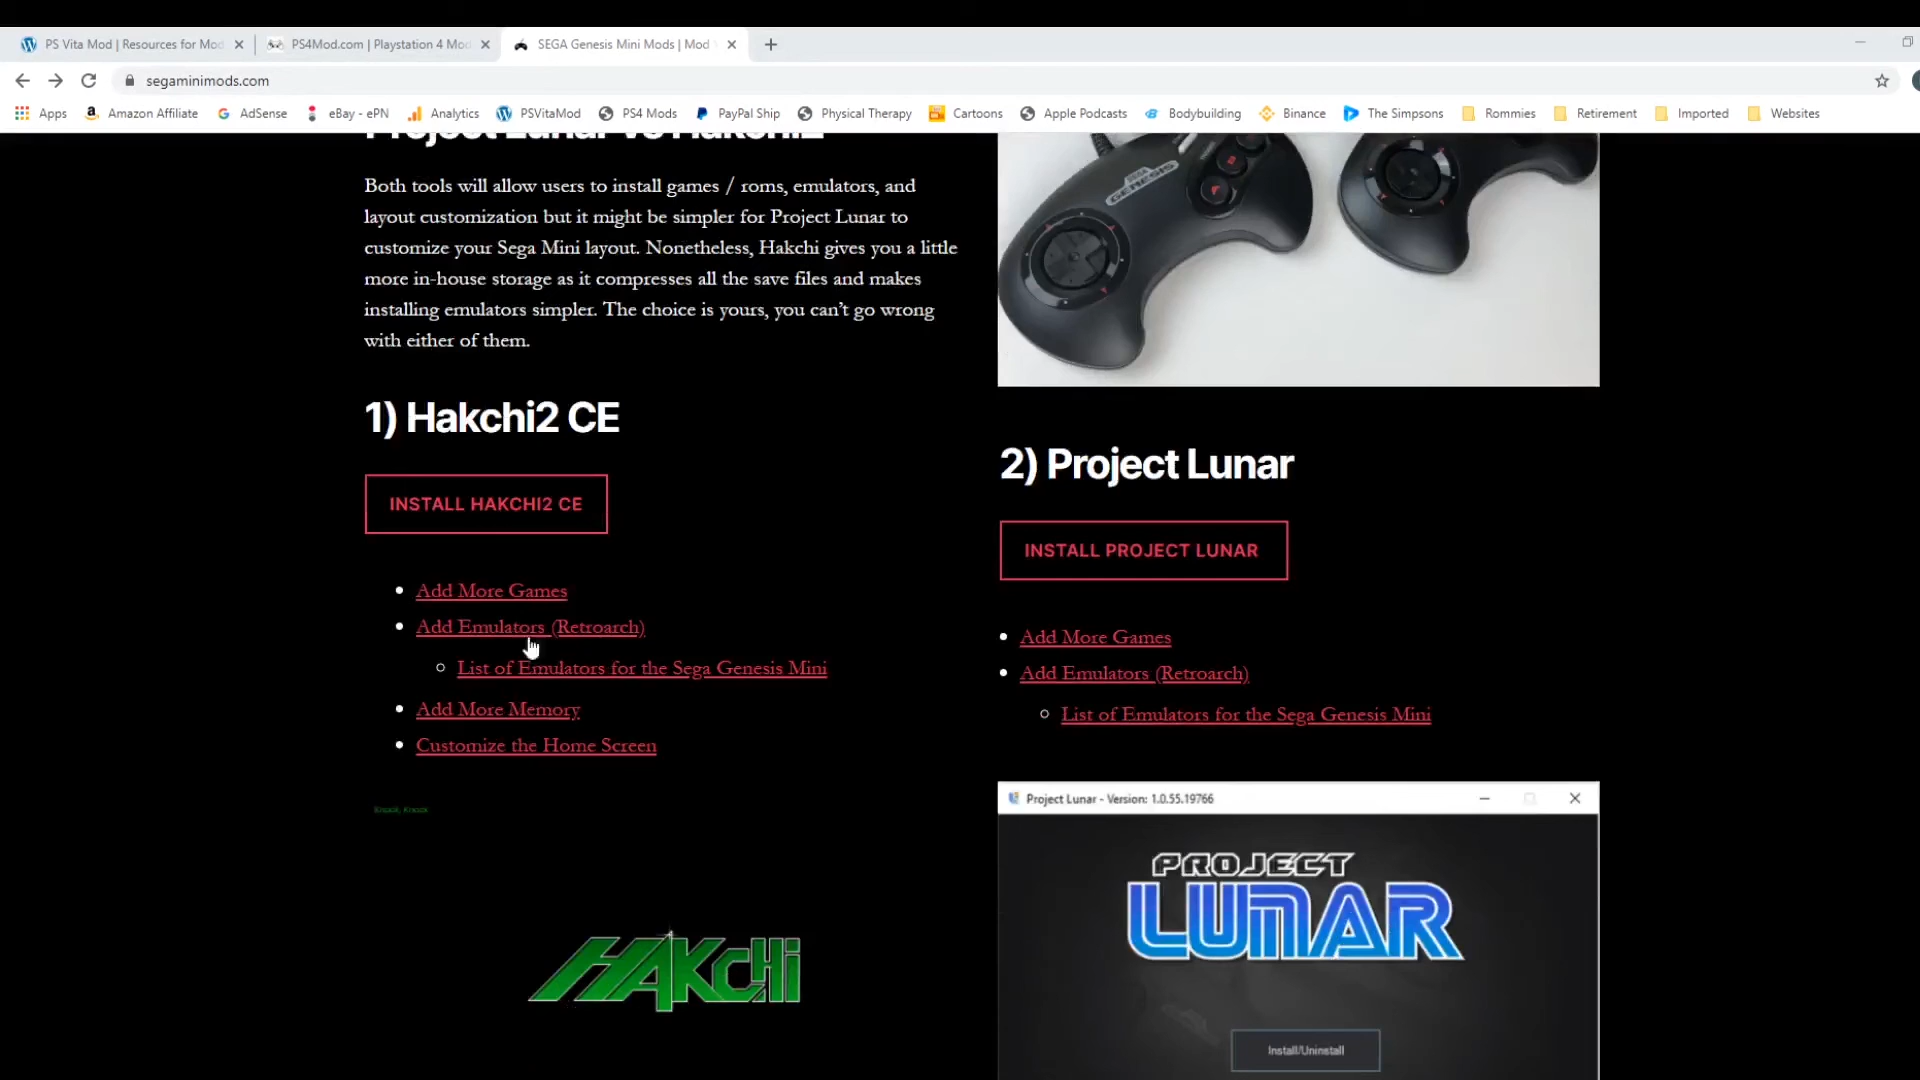 PS Vita Mod | Resources for Mod
PS4Mod.com | Playstation 4 Mod
SEGA Genesis Mini Mods | Mod
segaminimods.com
Apps
Amazon Affiliate
AdSense
eBay - ePN
Analytics
PSVitaMod
PS4 Mods
PayPal Ship
Physical Therapy
Cartoons
Apple Podcasts
Bodybuilding
Binance
The Simpsons
Rommies
Retirement
Imported
Websites
Project Lunar vs Hakchi2
Both tools will allow users to install games / roms, emulators, and
layout customization but it might be simpler for Project Lunar to
customize your Sega Mini layout. Nonetheless, Hakchi gives you a little
more in-house storage as it compresses all the save files and makes
installing emulators simpler. The choice is yours, you can't go wrong
with either of them.
GENESIS
1) Hakchi2 CE
INSTALL HAKCHI2 CE
Add More Games
Add Emulators (Retroarch)
List of Emulators for the Sega Genesis Mini
Add More Memory
Customize the Home Screen
Knock, Knock
HAKCHI
2) Project Lunar
INSTALL PROJECT LUNAR
Add More Games
Add Emulators (Retroarch)
List of Emulators for the Sega Genesis Mini
Project Lunar - Version: 1.0.55.19766
PROJECT
LUNAR
Install/Uninstall